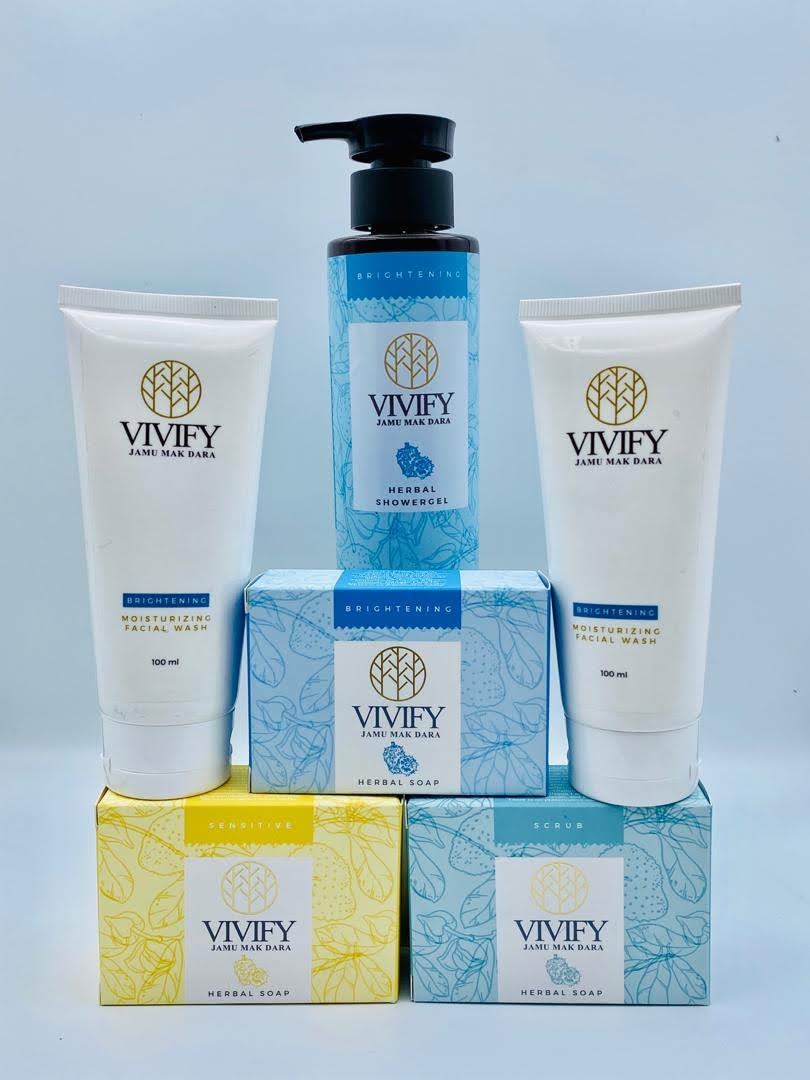 BRIGHTENING
VIVIFY
JAMU MAK DARA
HERBAL
SHOWERGEL
VIVIFY
JAMU MAK DARA
BRIGHTENING
MOISTURIZING
FACIAL WASH
100 ml
VIVIFY
JAMU MAK DARA
BRIGHTENING
MOISTURIZING
FACIAL WASH
100 ml
BRIGHTENING
VIVIFY
JAMU MAK DARA
HERBAL SOAP
SENSITIVE
VIVIFY
JAMU MAK DARA
HERBAL SOAP
SCRUB
VIVIFY
JAMU MAK DARA
HERBAL SOAP